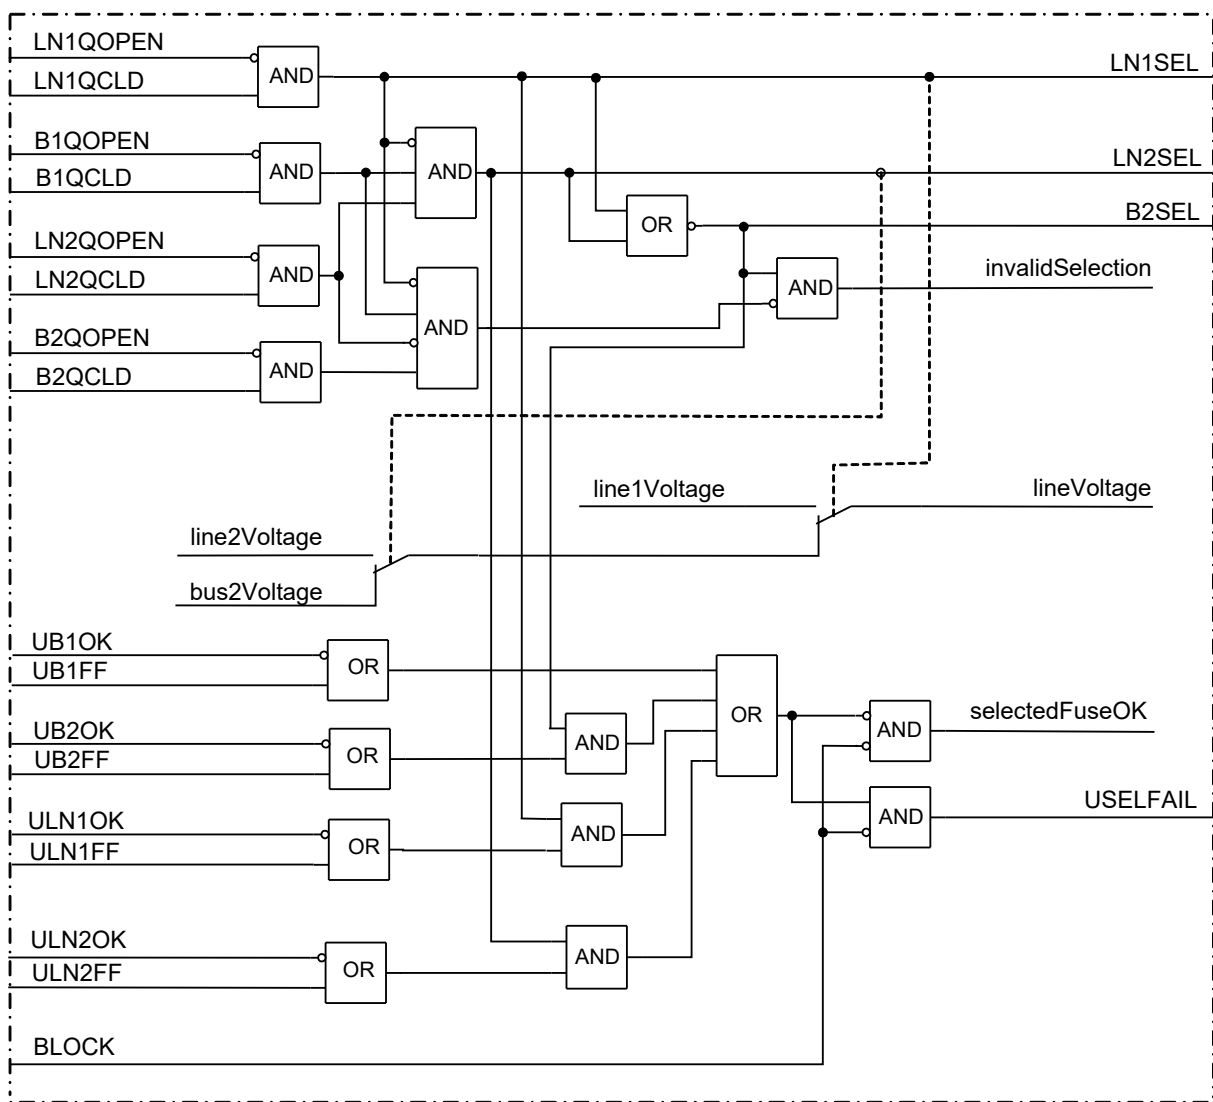 LN1QOPEN
LN1QCLD
AND
LN1SEL
B1QOPEN
B1QCLD
AND
AND
LN2SEL
OR
B2SEL
LN2QOPEN
LN2QCLD
AND
AND
invalidSelection
AND
B2QOPEN
B2QCLD
AND
line1Voltage
lineVoltage
line2Voltage
bus2Voltage
UB1OK
UB1FF
OR
OR
selectedFuseOK
AND
UB2OK
UB2FF
OR
AND
USELFAIL
AND
ULN1OK
ULN1FF
OR
AND
ULN2OK
ULN2FF
OR
AND
BLOCK